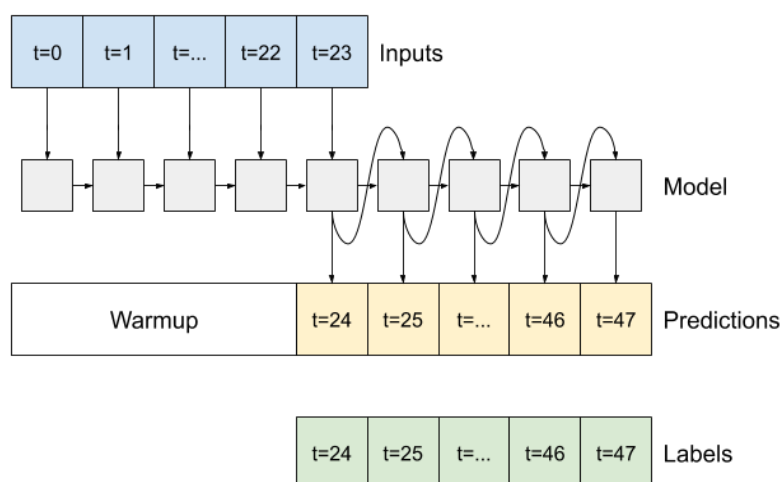 t=0 t=1 t=... t=22 t=23 Inputs
Model
Warmup t=24 t=25 t=... t=46 t=47 Predictions
t=24 t=25 t=... t=46 t=47 Labels